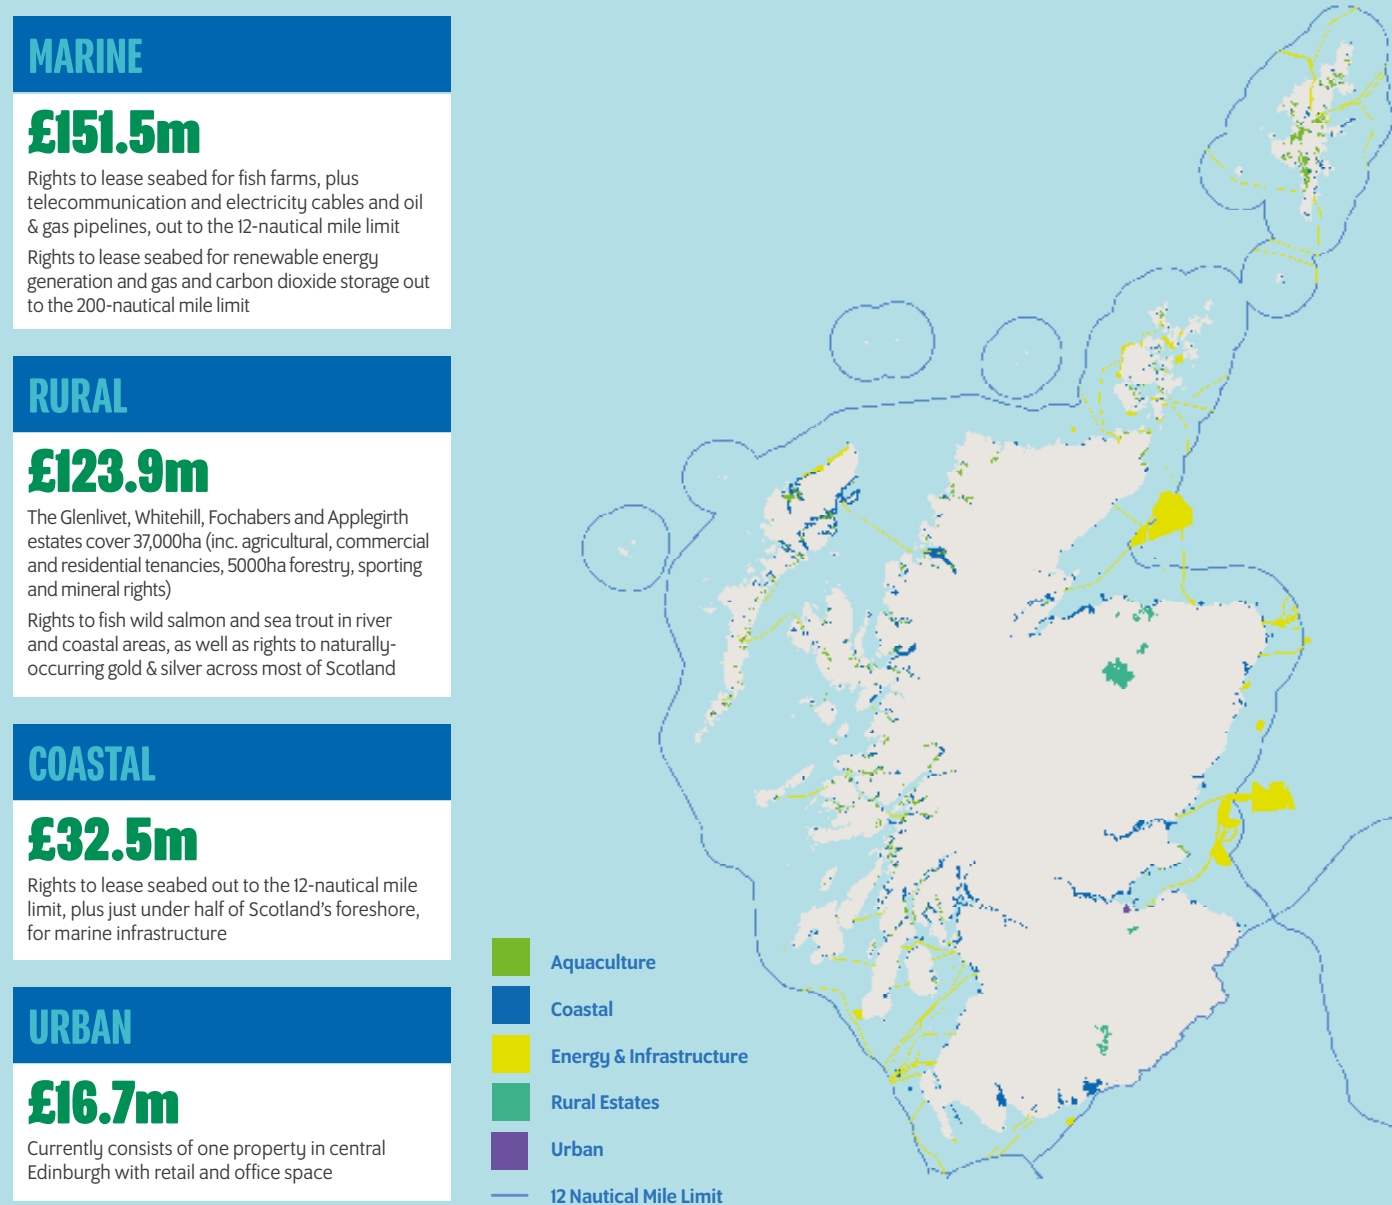 MARINE
£151.5m
Rights to lease seabed for fish farms, plus
telecommunication and electricity cables and oil
& gas pipelines, out to the 12-nautical mile limit
Rights to lease seabed for renewable energy
generation and gas and carbon dioxide storage out
to the 200-nautical mile limit
RURAL
£123.9m
The Glenlivet, Whitehill, Fochabers and Applegirth
estates cover 37,000ha (inc. agricultural, commercial
and residential tenancies, 5000ha forestry, sporting
and mineral rights)
Rights to fish wild salmon and sea trout in river
and coastal areas, as well as rights to naturally-
occurring gold & silver across most of Scotland
COASTAL
£32.5m
Rights to lease seabed out to the 12-nautical mile
limit, plus just under half of Scotland's foreshore,
for marine infrastructure
URBAN
£16.7m
Currently consists of one property in central
Edinburgh with retail and office space
Aquaculture
Coastal
Energy & Infrastructure
Rural Estates
Urban
12 Nautical Mile Limit